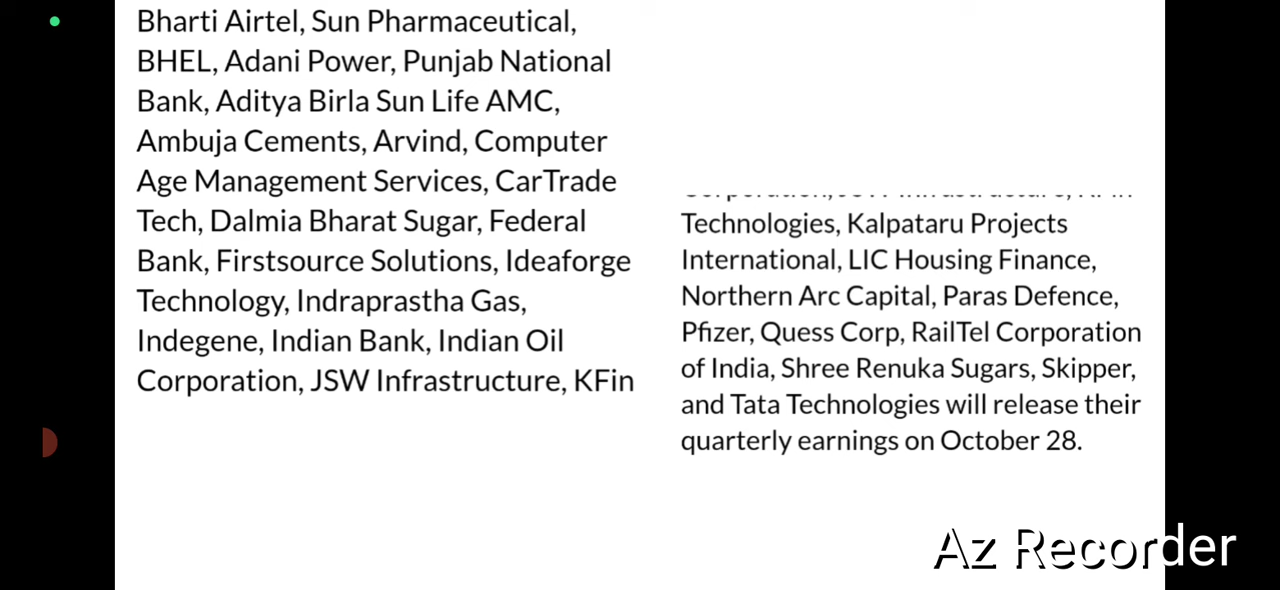 Bharti Airtel, Sun Pharmaceutical,
BHEL, Adani Power, Punjab National
Bank, Aditya Birla Sun Life AMC,
Ambuja Cements, Arvind, Computer
Age Management Services, CarTrade
Tech, Dalmia Bharat Sugar, Federal
Bank, Firstsource Solutions, Ideaforge
Technology, Indraprastha Gas,
Indegene, Indian Bank, Indian Oil
Corporation, JSW Infrastructure, KFin
Technologies, Kalpataru Projects
International, LIC Housing Finance,
Northern Arc Capital, Paras Defence,
Pfizer, Quess Corp, RailTel Corporation
of India, Shree Renuka Sugars, Skipper,
and Tata Technologies will release their
quarterly earnings on October 28.
Az Recorder